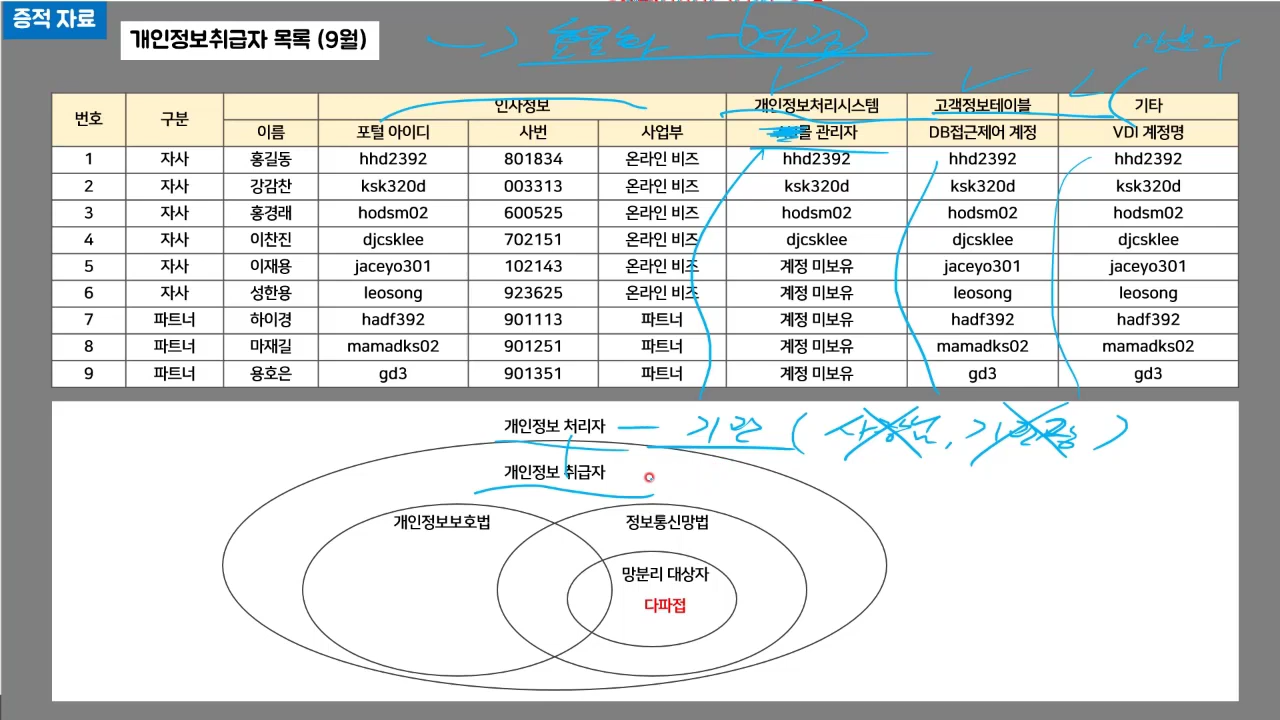 증적 자료
개인정보취급자 목록 (9월)
번호 구분 인사정보 개인정보처리시스템 고객정보테이블 기타
이름 포털 아이디 사번 사업부 몰 관리자 DB접근제어 계정 VDI 계정명
1 자사 홍길동 hhd2392 801834 온라인 비즈 hhd2392 hhd2392 hhd2392
2 자사 강감찬 ksk320d 003313 온라인 비즈 ksk320d ksk320d ksk320d
3 자사 홍경래 hodsm02 600525 온라인 비즈 hodsm02 hodsm02 hodsm02
4 자사 이찬진 djcsklee 702151 온라인 비즈 djcsklee djcsklee djcsklee
5 자사 이재용 jaceyo301 102143 온라인 비즈 계정 미보유 jaceyo301 jaceyo301
6 자사 성한용 leosong 923625 온라인 비즈 계정 미보유 leosong leosong
7 파트너 하이경 hadf392 901113 파트너 계정 미보유 hadf392 hadf392
8 파트너 마재길 mamadks02 901251 파트너 계정 미보유 mamadks02 mamadks02
9 파트너 용호은 gd3 901351 파트너 계정 미보유 gd3 gd3
개인정보 처리자 — 기관
개인정보 취급자
개인정보보호법 정보통신망법
망분리 대상자
다파접